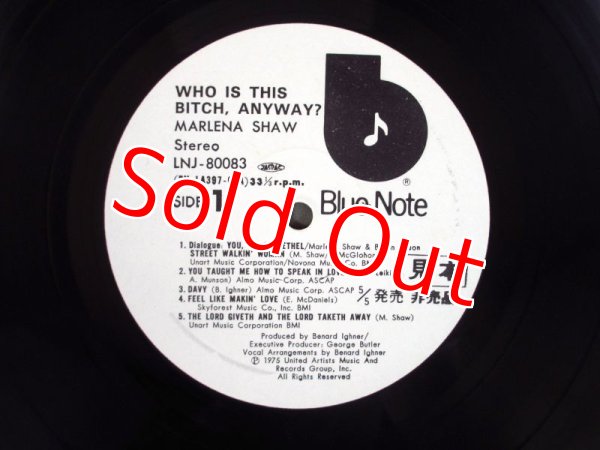 WHO IS THIS
BITCH, ANYWAY?
MARLENA SHAW
Stereo
LNJ-80083
33⅓ r.p.m.
SIDE 1
Blue Note
®
Sold Out
1. Dialogue: YOU, ETHEL/ Shaw &
STREET WALKIN' WOMAN (M. Shaw/ McGlohon
Unart Music Corporation/Novona Music Co.
2. YOU TAUGHT ME HOW TO SPEAK IN LOVE
A. Munson) Almo Music Corp. ASCAP
3. DAVY (B. Ighner) Almo Music Corp. ASCAP
4. FEEL LIKE MAKIN' LOVE (E. McDaniels)
Skyforest Music Co., Inc. BMI
5. THE LORD GIVETH AND THE LORD TAKETH AWAY (M. Shaw)
Unart Music Corporation BMI
見本
5/5 発売 非売品
Produced by Benard Ighner/
Executive Producer: George Butler
Vocal Arrangements by Benard Ighner
Ⓟ 1975 United Artists Music And
Records Group, Inc.
All Rights Reserved